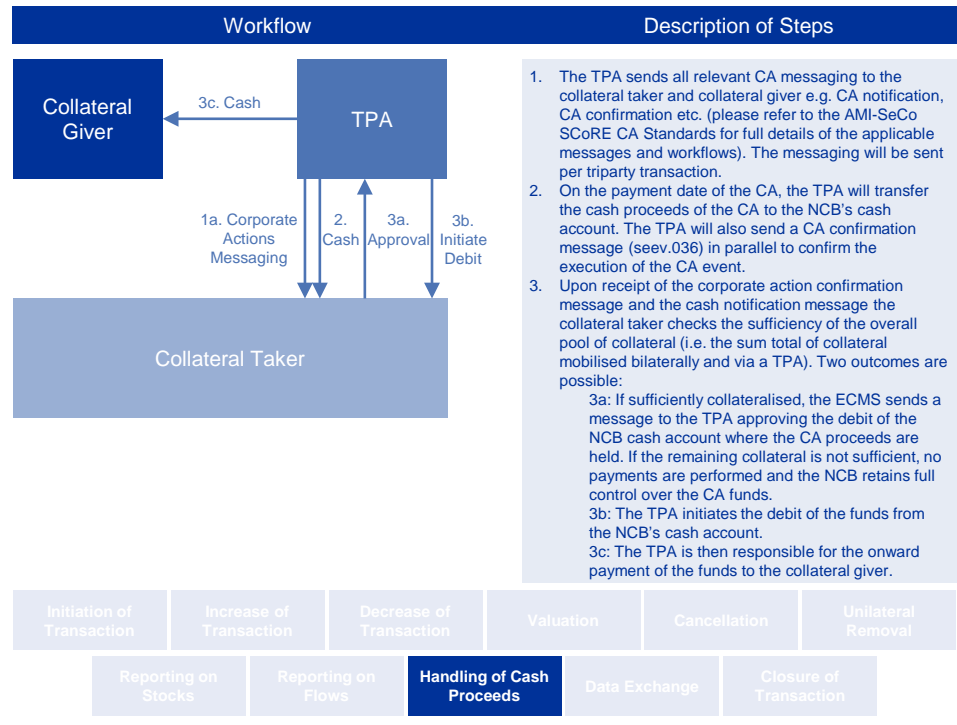 Workflow
Description of Steps
Collateral
Giver
3c. Cash
TPA
1a. Corporate
Actions
Messaging
2.
Cash
3a.
Approval
3b.
Initiate
Debit
Collateral Taker
1. The TPA sends all relevant CA messaging to the
collateral taker and collateral giver e.g. CA notification,
CA confirmation etc. (please refer to the AMI-SeCo
SCoRE CA Standards for full details of the applicable
messages and workflows). The messaging will be sent
per triparty transaction.
2. On the payment date of the CA, the TPA will transfer
the cash proceeds of the CA to the NCB's cash
account. The TPA will also send a CA confirmation
message (seev.036) in parallel to confirm the
execution of the CA event.
3. Upon receipt of the corporate action confirmation
message and the cash notification message the
collateral taker checks the sufficiency of the overall
pool of collateral (i.e. the sum total of collateral
mobilised bilaterally and via a TPA). Two outcomes are
possible:
3a: If sufficiently collateralised, the ECMS sends a
message to the TPA approving the debit of the
NCB cash account where the CA proceeds are
held. If the remaining collateral is not sufficient, no
payments are performed and the NCB retains full
control over the CA funds.
3b: The TPA initiates the debit of the funds from
the NCB's cash account.
3c: The TPA is then responsible for the onward
payment of the funds to the collateral giver.
Initiation of
Transaction
Increase of
Transaction
Decrease of
Transaction
Valuation
Cancellation
Unilateral
Removal
Reporting on
Stocks
Reporting on
Flows
Handling of Cash
Proceeds
Data Exchange
Closure of
Transaction